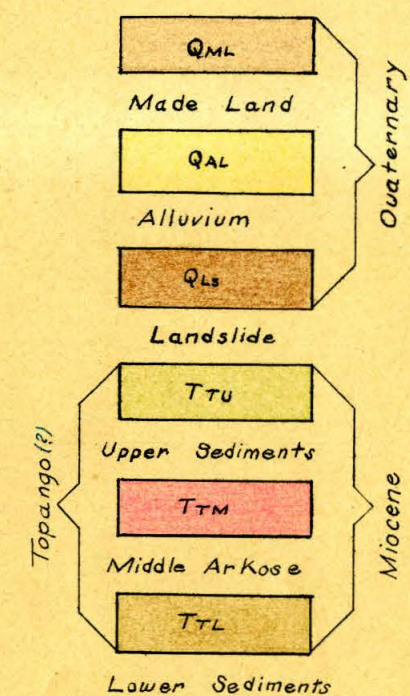 QML
Made Land
QAL
Alluvium
QLs
Landslide
Quaternary
TTU
Upper Sediments
TTM
Middle Arkose
TTL
Lower Sediments
Topango(?)
Miocene